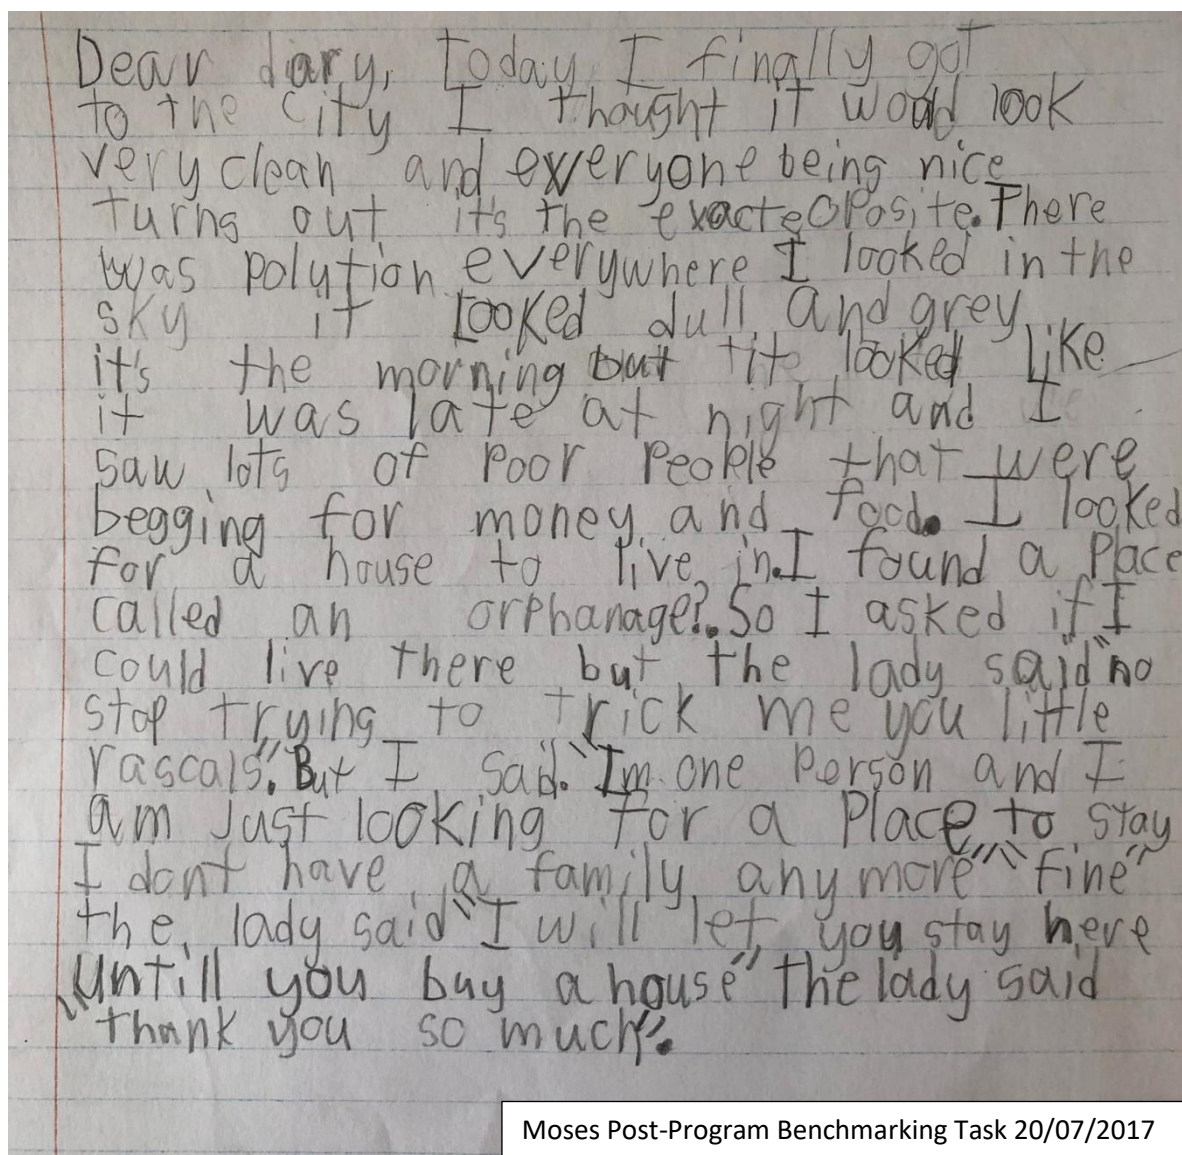 Dear diary, Today I finally got
to the city I thought it would look
very clean and everyone being nice
turns out it's the exacte oposite. There
was polution everywhere I looked in the
sky it looked dull and grey
it's the morning but it looked like
it was late at night and I
saw lots of poor people that were
begging for money and food. I looked
for a house to live in. I found a place
called an orphanage?. So I asked if I
could live there but the lady said "no
stop trying to trick me you little
rascals". But I said. "Im one person and I
am just looking for a place to stay
I dont have a family anymore" "fine"
the lady said "I will let you stay here
untill you buy a house" the lady said
"thank you so much".
Moses Post-Program Benchmarking Task 20/07/2017